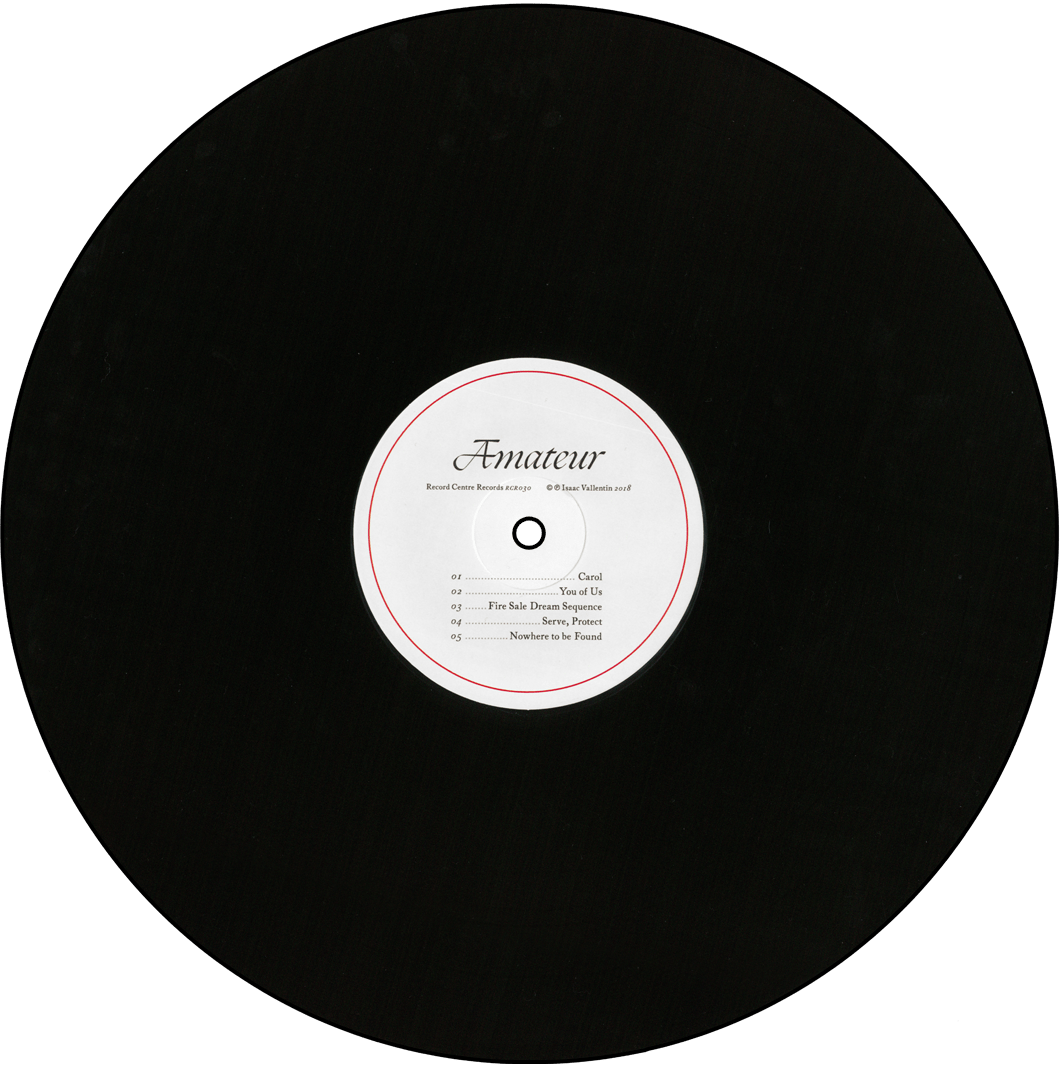 Amateur
Record Centre Records RCR030 © ℗ Isaac Vallentin 2018
01 .................................... Carol
02 ...............................You of Us
03 .......Fire Sale Dream Sequence
04 .........................Serve, Protect
05 ..............Nowhere to be Found